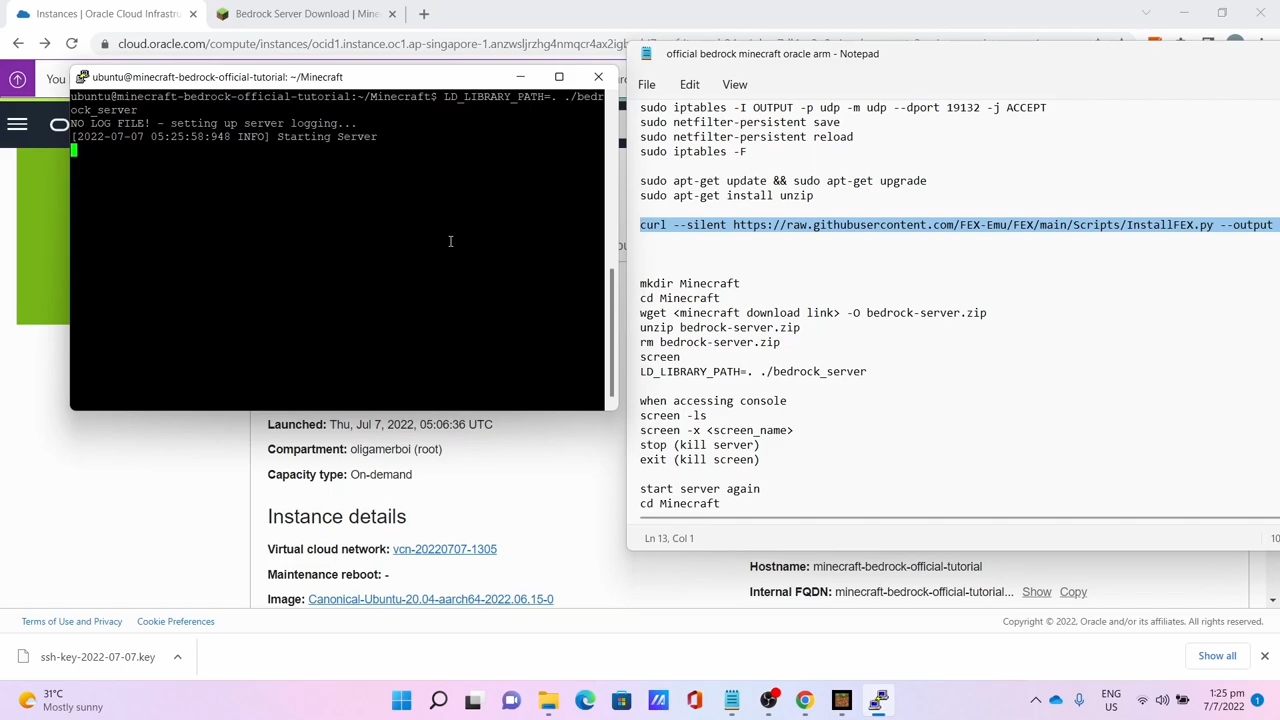 Instances | Oracle Cloud Infrastru
Bedrock Server Download | Mine
cloud.oracle.com/compute/instances/ocid1.instance.oc1.ap-singapore-1.anzwsljrzhg4nmqcr4ax2igb
You
ubuntu@minecraft-bedrock-official-tutorial: ~/Minecraft
ubuntu@minecraft-bedrock-official-tutorial:~/Minecraft$ LD_LIBRARY_PATH=. ./bedr
ock_server
NO LOG FILE! - setting up server logging...
[2022-07-07 05:25:58:948 INFO] Starting Server
official bedrock minecraft oracle arm - Notepad
File Edit View
sudo iptables -I OUTPUT -p udp -m udp --dport 19132 -j ACCEPT
sudo netfilter-persistent save
sudo netfilter-persistent reload
sudo iptables -F
sudo apt-get update && sudo apt-get upgrade
sudo apt-get install unzip
curl --silent https://raw.githubusercontent.com/FEX-Emu/FEX/main/Scripts/InstallFEX.py --output
mkdir Minecraft
cd Minecraft
wget <minecraft download link> -O bedrock-server.zip
unzip bedrock-server.zip
rm bedrock-server.zip
screen
LD_LIBRARY_PATH=. ./bedrock_server
when accessing console
screen -ls
screen -x <screen_name>
stop (kill server)
exit (kill screen)
start server again
cd Minecraft
Ln 13, Col 1
10
Launched: Thu, Jul 7, 2022, 05:06:36 UTC
Compartment: oligamerboi (root)
Capacity type: On-demand
Instance details
Virtual cloud network: vcn-20220707-1305
Maintenance reboot: -
Image: Canonical-Ubuntu-20.04-aarch64-2022.06.15-0
Hostname: minecraft-bedrock-official-tutorial
Internal FQDN: minecraft-bedrock-official-tutorial... Show Copy
Terms of Use and Privacy Cookie Preferences
Copyright © 2022, Oracle and/or its affiliates. All rights reserved.
ssh-key-2022-07-07.key
Show all
31°C
Mostly sunny
ENG
US
1:25 pm
7/7/2022
1